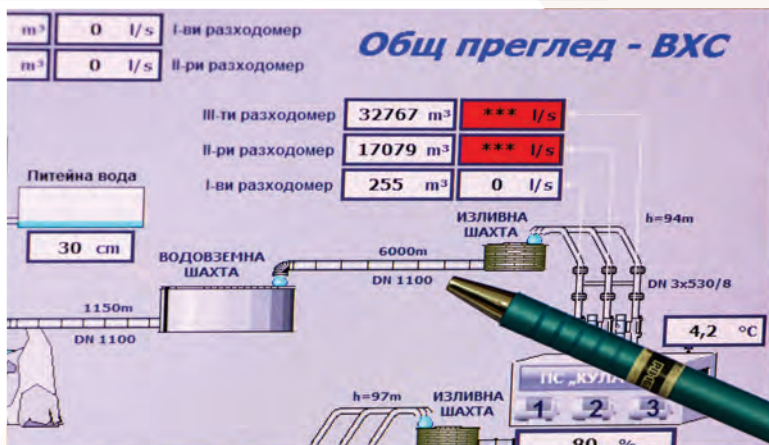 m³ 0 l/s I-ви разходомер
m³ 0 l/s II-ри разходомер
Общ преглед - ВХС
III-ти разходомер 32767 m³ *** l/s
II-ри разходомер 17079 m³ *** l/s
I-ви разходомер 255 m³ 0 l/s
Питейна вода
30 cm
ВОДОВЗЕМНА
ШАХТА
6000m
DN 1100
ИЗЛИВНА
ШАХТА
h=94m
DN 3x530/8
1150m
DN 1100
4,2 °C
ПС „КУЛА
1 2 3
h=97m
ИЗЛИВНА
ШАХТА
80 %